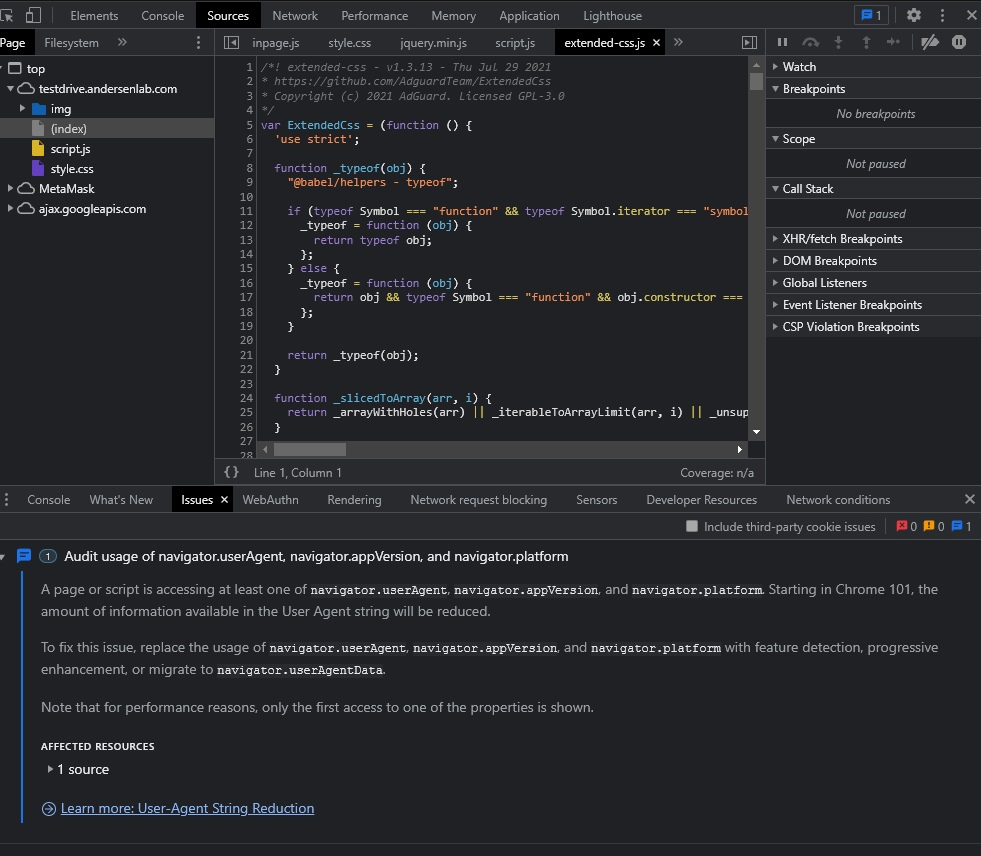 Elements Console Sources Network Performance Memory Application Lighthouse 1
Page Filesystem
inpage.js style.css jquery.min.js script.js extended-css.js
top
testdrive.andersenlab.com
img
(index)
script.js
style.css
MetaMask
ajax.googleapis.com
1 /*! extended-css - v1.3.13 - Thu Jul 29 2021
2 * https://github.com/AdguardTeam/ExtendedCss
3 * Copyright (c) 2021 AdGuard. Licensed GPL-3.0
4 */
5 var ExtendedCss = (function () {
6 'use strict';
7
8 function _typeof(obj) {
9 "@babel/helpers - typeof";
10
11 if (typeof Symbol === "function" && typeof Symbol.iterator === "symbol
12 _typeof = function (obj) {
13 return typeof obj;
14 };
15 } else {
16 _typeof = function (obj) {
17 return obj && typeof Symbol === "function" && obj.constructor ===
18 };
19 }
20
21 return _typeof(obj);
22 }
23
24 function _slicedToArray(arr, i) {
25 return _arrayWithHoles(arr) || _iterableToArrayLimit(arr, i) || _unsup
26 }
27
28
{} Line 1, Column 1 Coverage: n/a
Watch
Breakpoints
No breakpoints
Scope
Not paused
Call Stack
Not paused
XHR/fetch Breakpoints
DOM Breakpoints
Global Listeners
Event Listener Breakpoints
CSP Violation Breakpoints
Console What's New Issues WebAuthn Rendering Network request blocking Sensors Developer Resources Network conditions
Include third-party cookie issues 0 0 1
1 Audit usage of navigator.userAgent, navigator.appVersion, and navigator.platform
A page or script is accessing at least one of navigator.userAgent, navigator.appVersion, and navigator.platform. Starting in Chrome 101, the
amount of information available in the User Agent string will be reduced.
To fix this issue, replace the usage of navigator.userAgent, navigator.appVersion, and navigator.platform with feature detection, progressive
enhancement, or migrate to navigator.userAgentData.
Note that for performance reasons, only the first access to one of the properties is shown.
AFFECTED RESOURCES
1 source
Learn more: User-Agent String Reduction